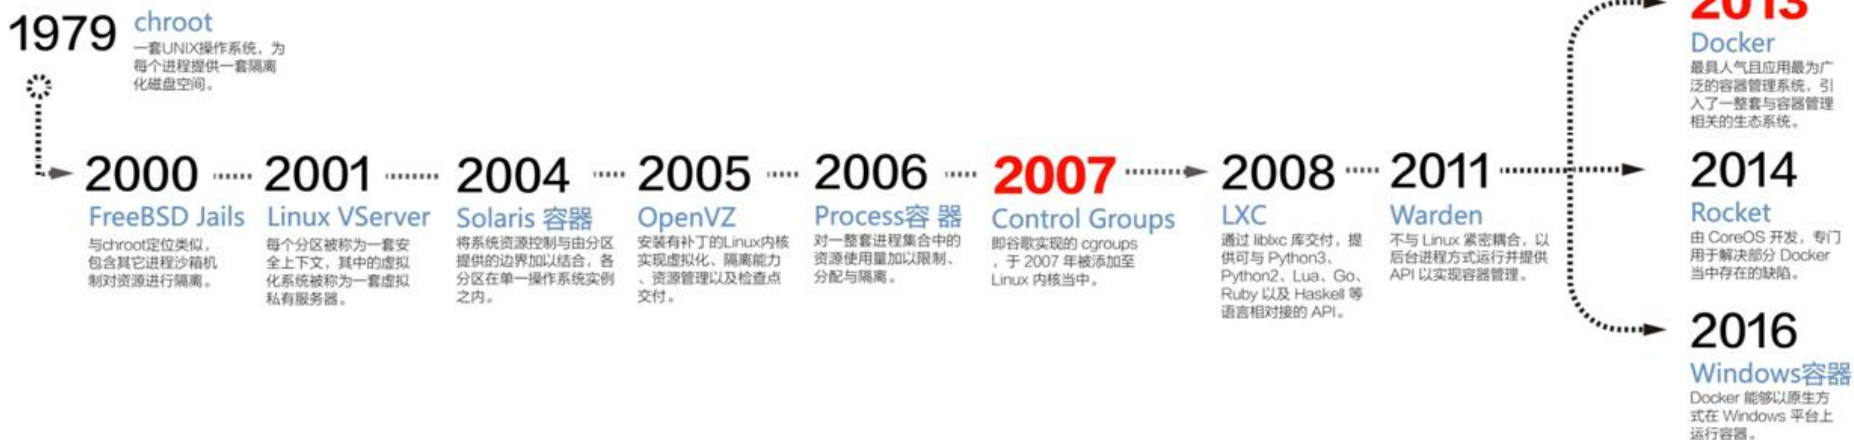 1979
chroot
一套UNIX操作系统，为
每个进程提供一套隔离
化磁盘空间。
2000
FreeBSD Jails
与chroot定位类似，
包含其它进程沙箱机
制对资源进行隔离。
2001
Linux VServer
每个分区被称为一套安
全上下文，其中的虚拟
化系统被称为一套虚拟
私有服务器。
2004
Solaris 容器
将系统资源控制与由分区
提供的边界加以结合，各
分区在单一操作系统实例
之内。
2005
OpenVZ
安装有补丁的Linux内核
实现虚拟化、隔离能力
、资源管理以及检查点
交付。
2006
Process容 器
对一整套进程集合中的
资源使用量加以限制、
分配与隔离。
2007
Control Groups
即谷歌实现的 cgroups
，于 2007 年被添加至
Linux 内核当中。
2008
LXC
通过 liblxc 库交付，提
供可与 Python3、
Python2、Lua、Go、
Ruby 以及 Haskell 等
语言相对接的 API。
2011
Warden
不与 Linux 紧密耦合，以
后台进程方式运行并提供
API 以实现容器管理。
2013
Docker
最具人气且应用最为广
泛的容器管理系统，引
入了一整套与容器管理
相关的生态系统。
2014
Rocket
由 CoreOS 开发，专门
用于解决部分 Docker
当中存在的缺陷。
2016
Windows容器
Docker 能够以原生方
式在 Windows 平台上
运行容器。